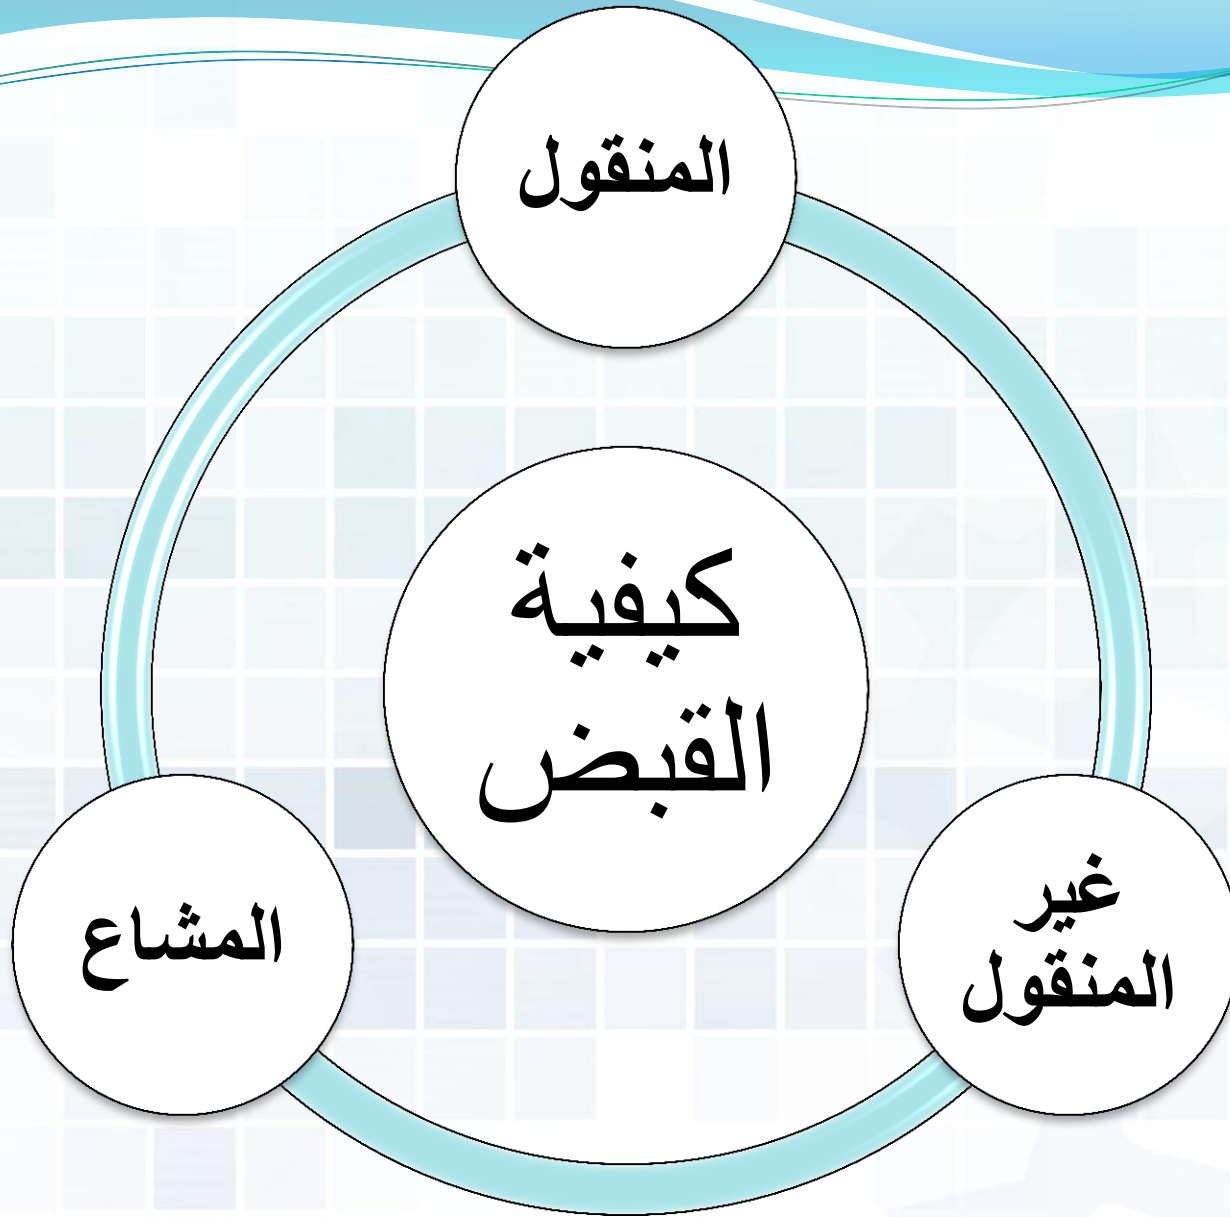 المنقول
كيفية
القبض
غير
المنقول
المشاع